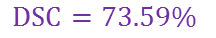 DSC = 73.59%